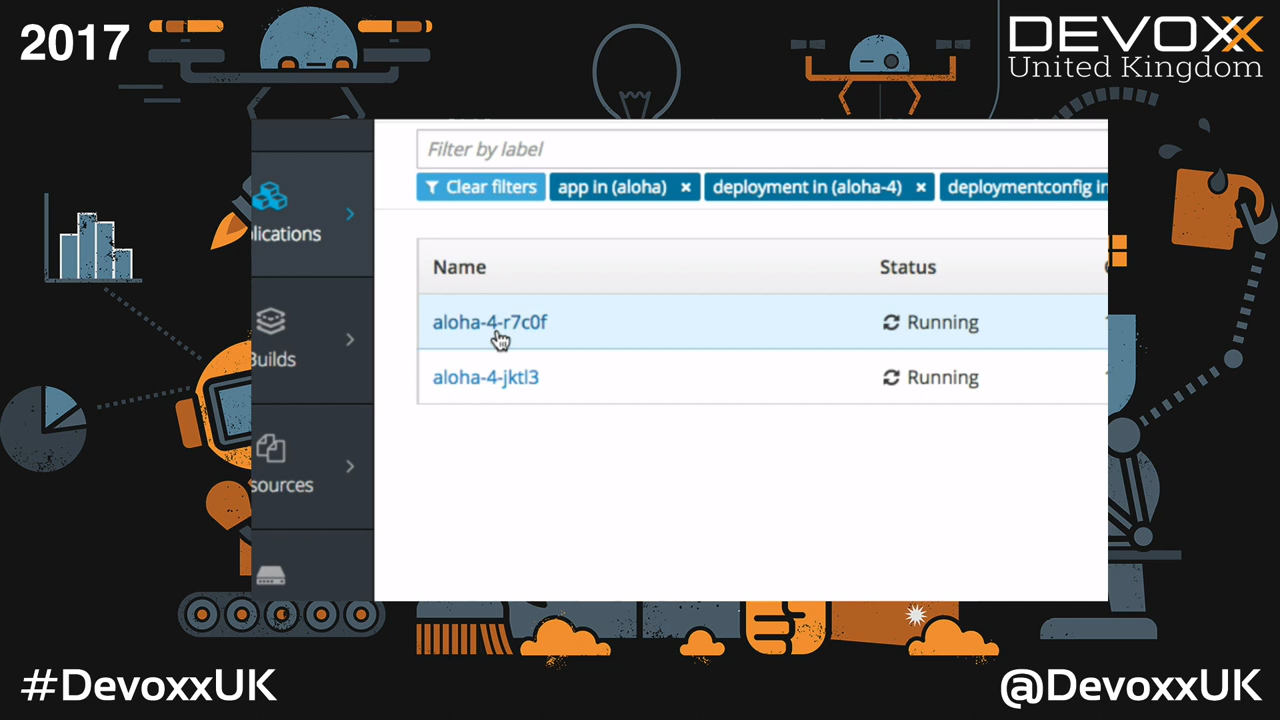 2017
DEVOXX
United Kingdom
Filter by label
Clear filters
app in (aloha) ×
deployment in (aloha-4) ×
deploymentconfig in
lications
Name
Status
aloha-4-r7c0f
Running
Builds
aloha-4-jktl3
Running
sources
#DevoxxUK
@DevoxxUK